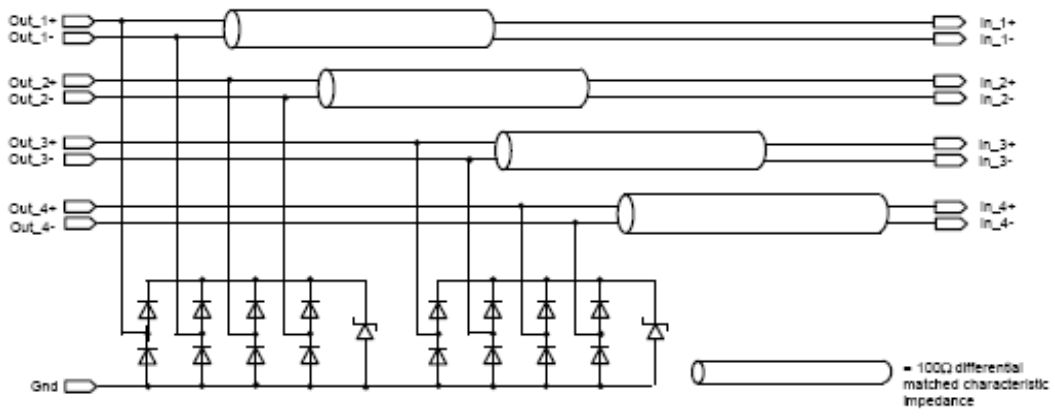 Out_1+ In_1+
Out_1- In_1-
Out_2+ In_2+
Out_2- In_2-
Out_3+ In_3+
Out_3- In_3-
Out_4+ In_4+
Out_4- In_4-
Gnd
= 100Ω differential
matched characteristic
impedance